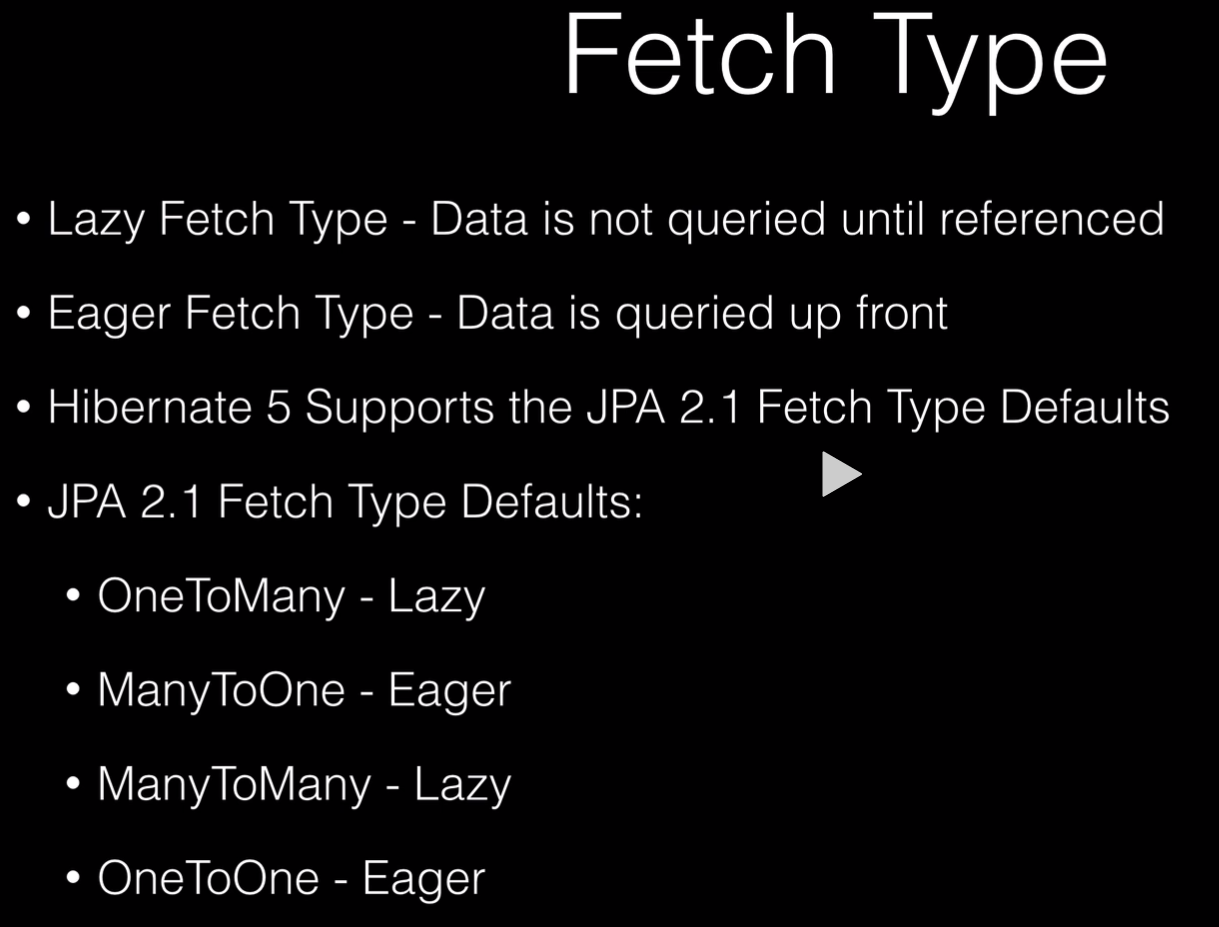 Fetch Type
• Lazy Fetch Type - Data is not queried until referenced
• Eager Fetch Type - Data is queried up front
• Hibernate 5 Supports the JPA 2.1 Fetch Type Defaults
• JPA 2.1 Fetch Type Defaults:
• OneToMany - Lazy
• ManyToOne - Eager
• ManyToMany - Lazy
• OneToOne - Eager